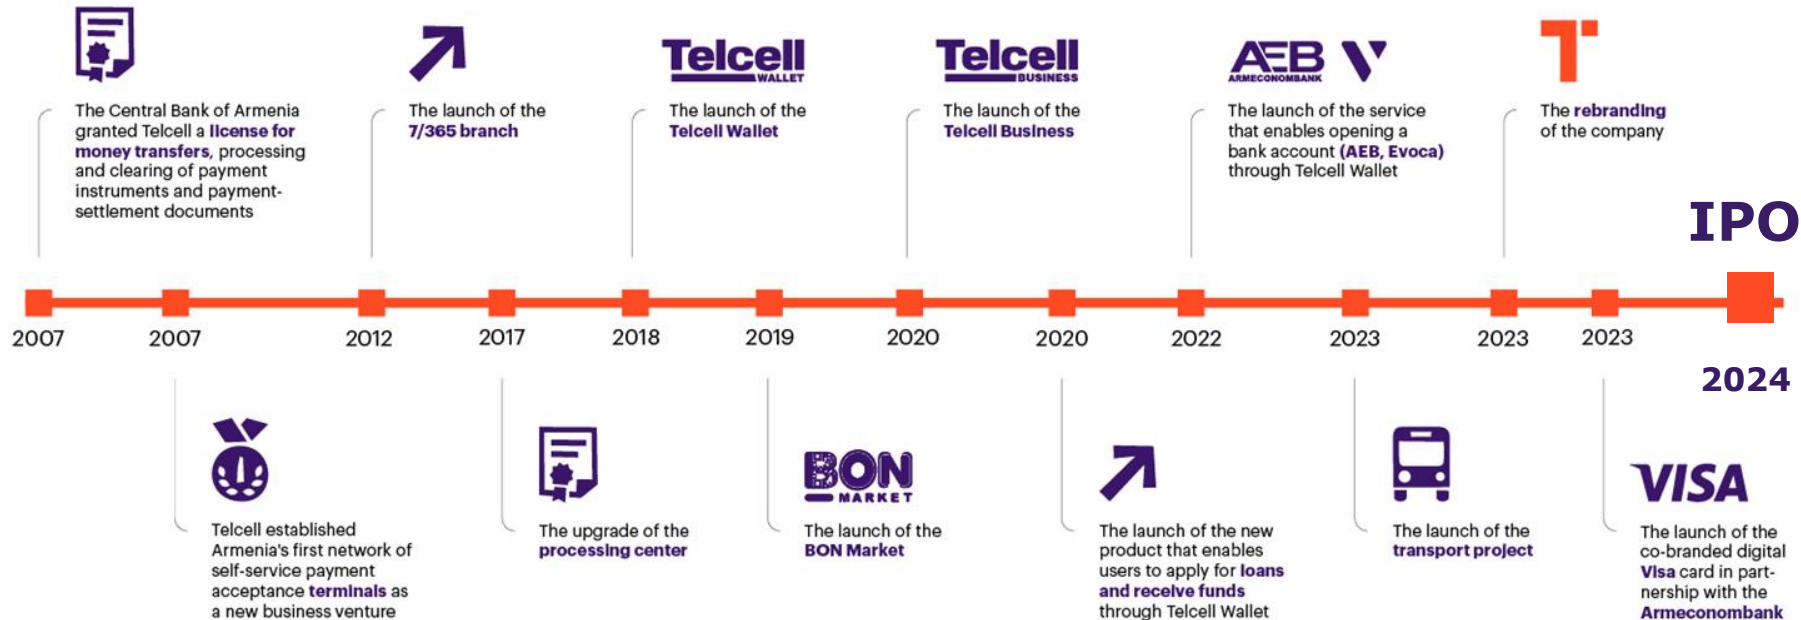 Telcell
WALLET
Telcell
BUSINESS
AEB
ARMECONOMBANK
The Central Bank of Armenia
granted Telcell a license for
money transfers, processing
and clearing of payment
instruments and payment-
settlement documents
The launch of the
7/365 branch
The launch of the
Telcell Wallet
The launch of the
Telcell Business
The launch of the service
that enables opening a
bank account (AEB, Evoca)
through Telcell Wallet
The rebranding
of the company
IPO
2007
2007
2012
2017
2018
2019
2020
2020
2022
2023
2023
2023
2024
BON
MARKET
VISA
Telcell established
Armenia's first network of
self-service payment
acceptance terminals as
a new business venture
The upgrade of the
processing center
The launch of the
BON Market
The launch of the new
product that enables
users to apply for loans
and receive funds
through Telcell Wallet
The launch of the
transport project
The launch of the
co-branded digital
Visa card in part-
nership with the
Armeconombank